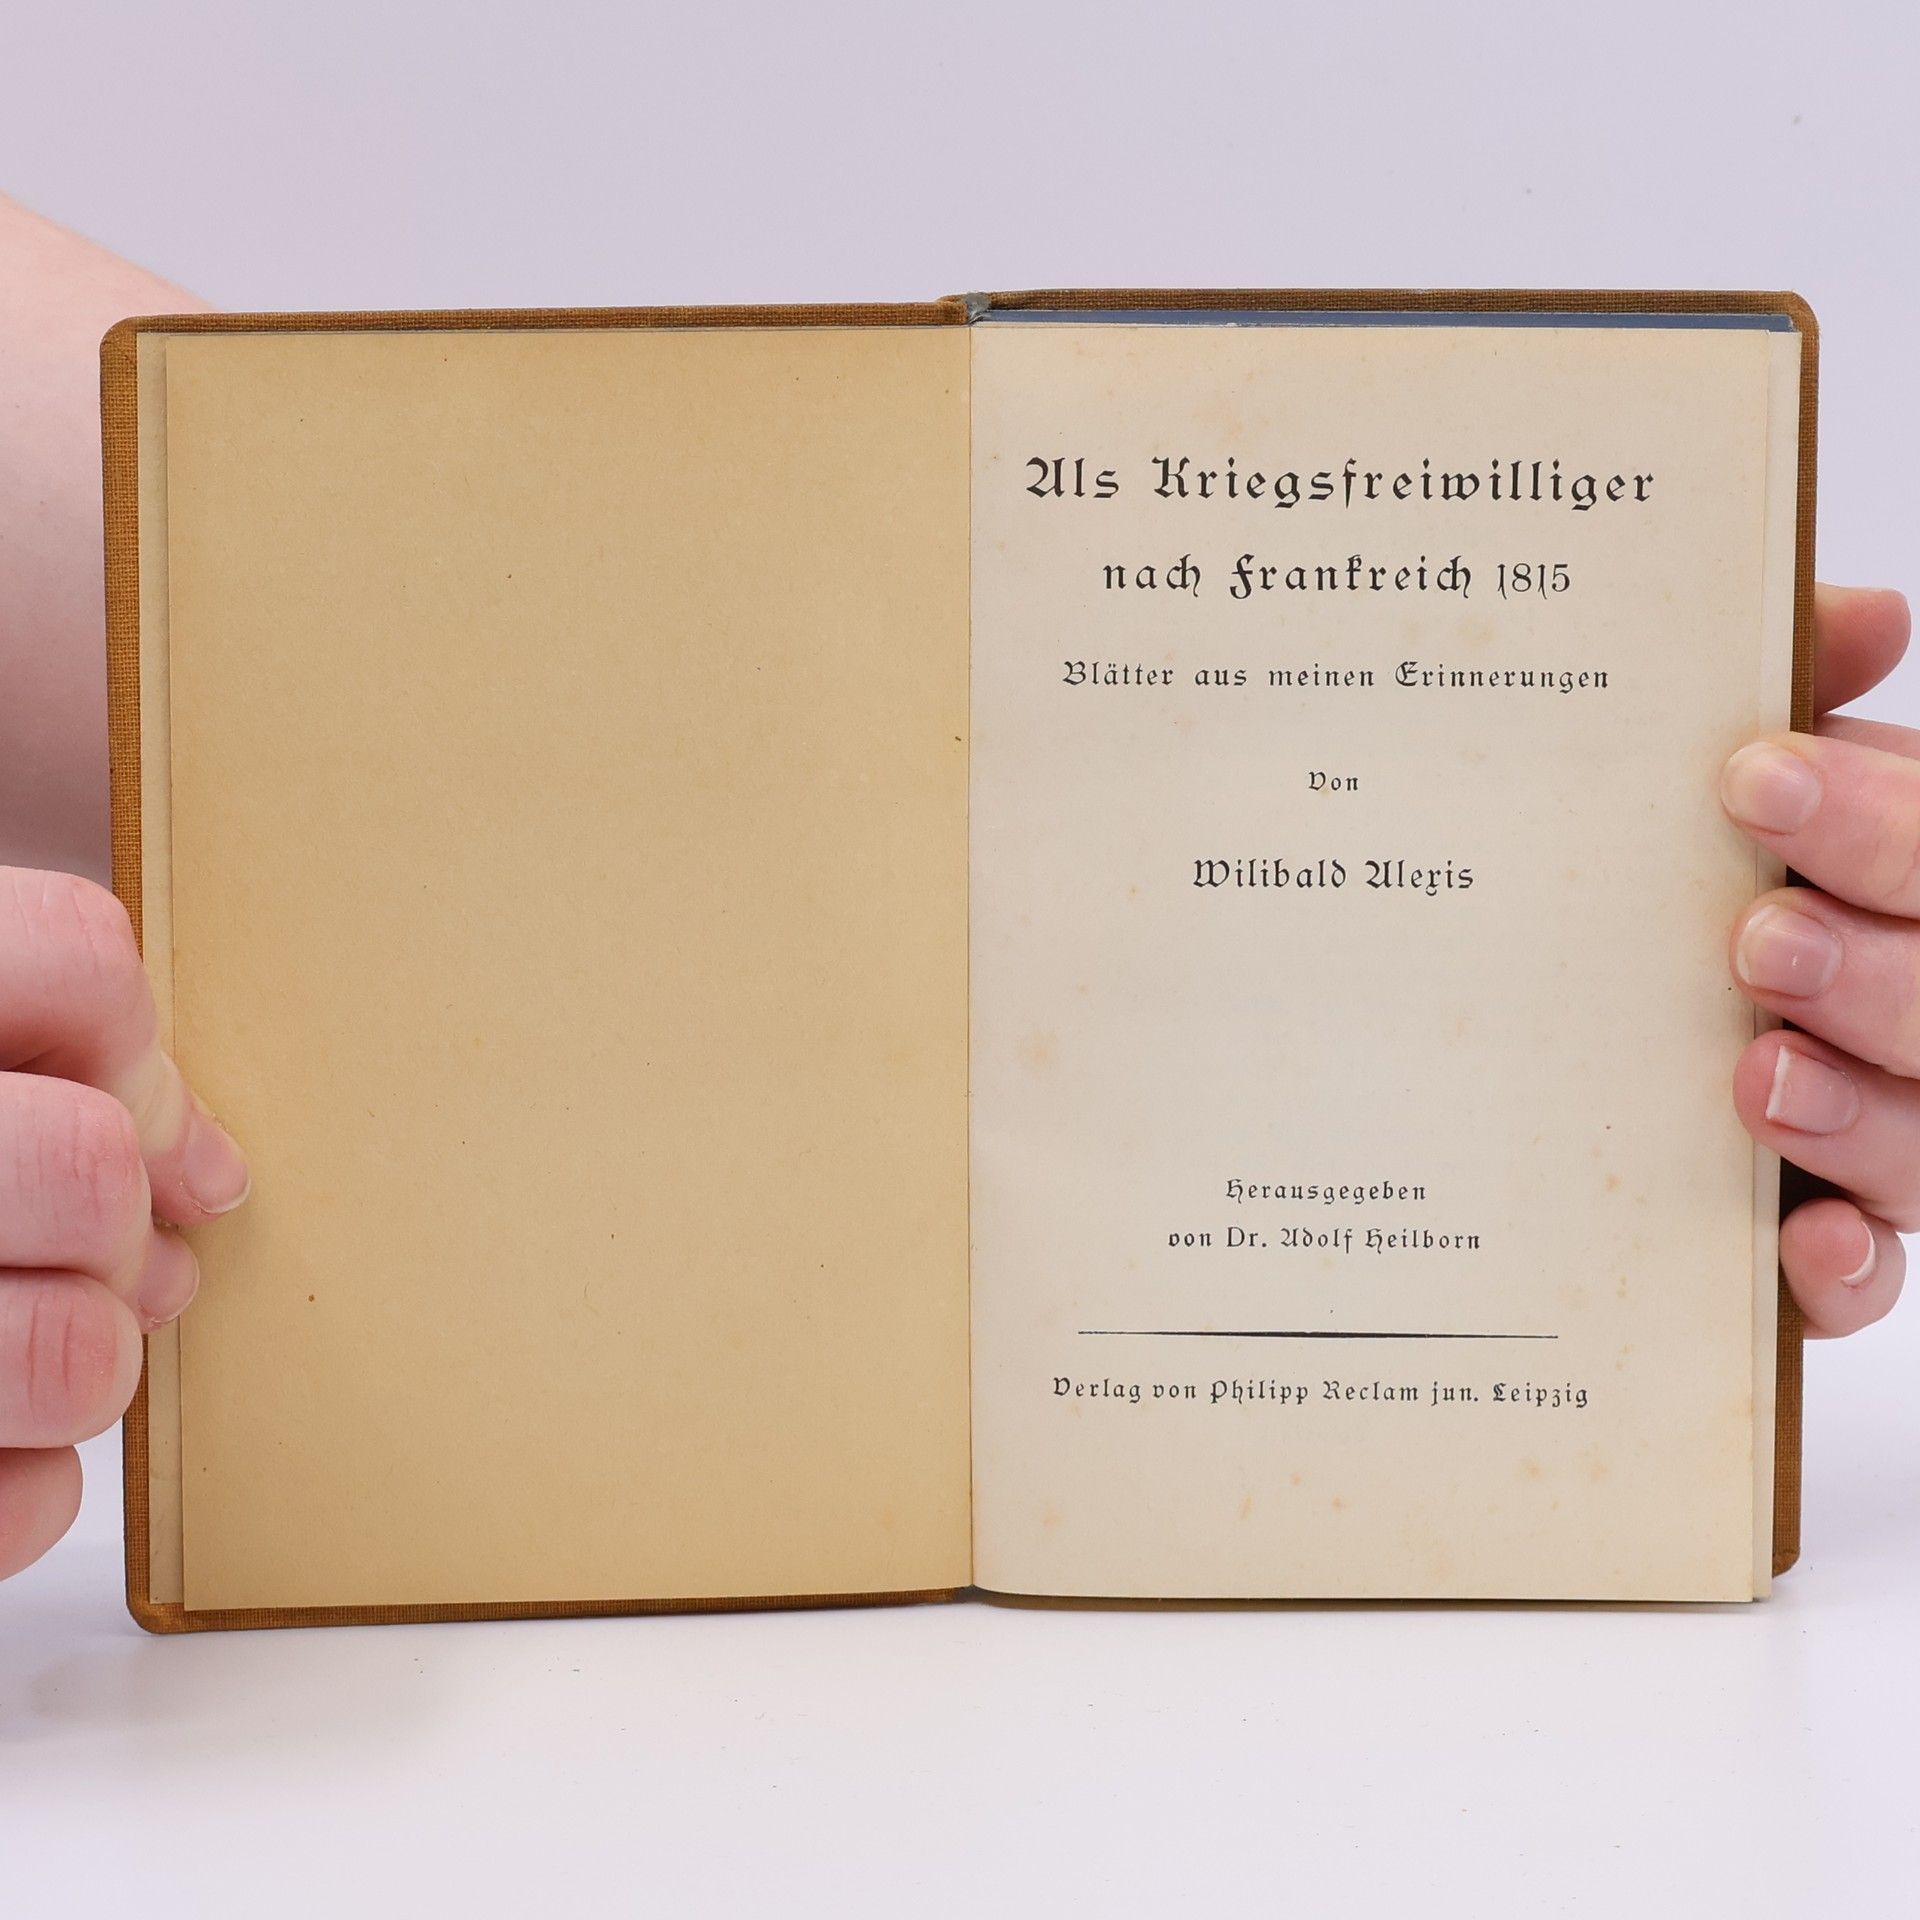 Als Kriegsfreiwilliger
nach Frankreich 1815
Blätter aus meinen Erinnerungen
Von
Wilibald Alexis
Herausgegeben
von Dr. Adolf Heilborn
Verlag von Philipp Reclam jun. Leipzig